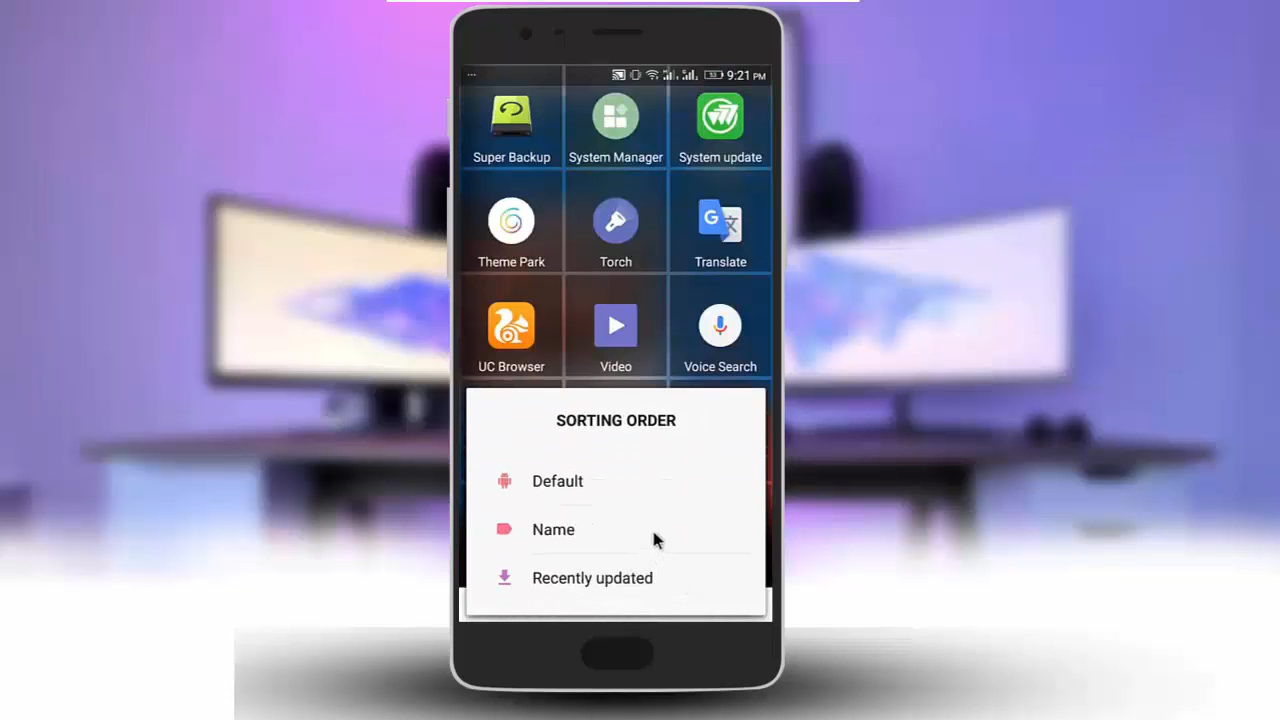 ... 53 9:21 PM
Super Backup System Manager System update
Theme Park Torch G Translate
UC Browser Video Voice Search
SORTING ORDER
Default
Name
Recently updated